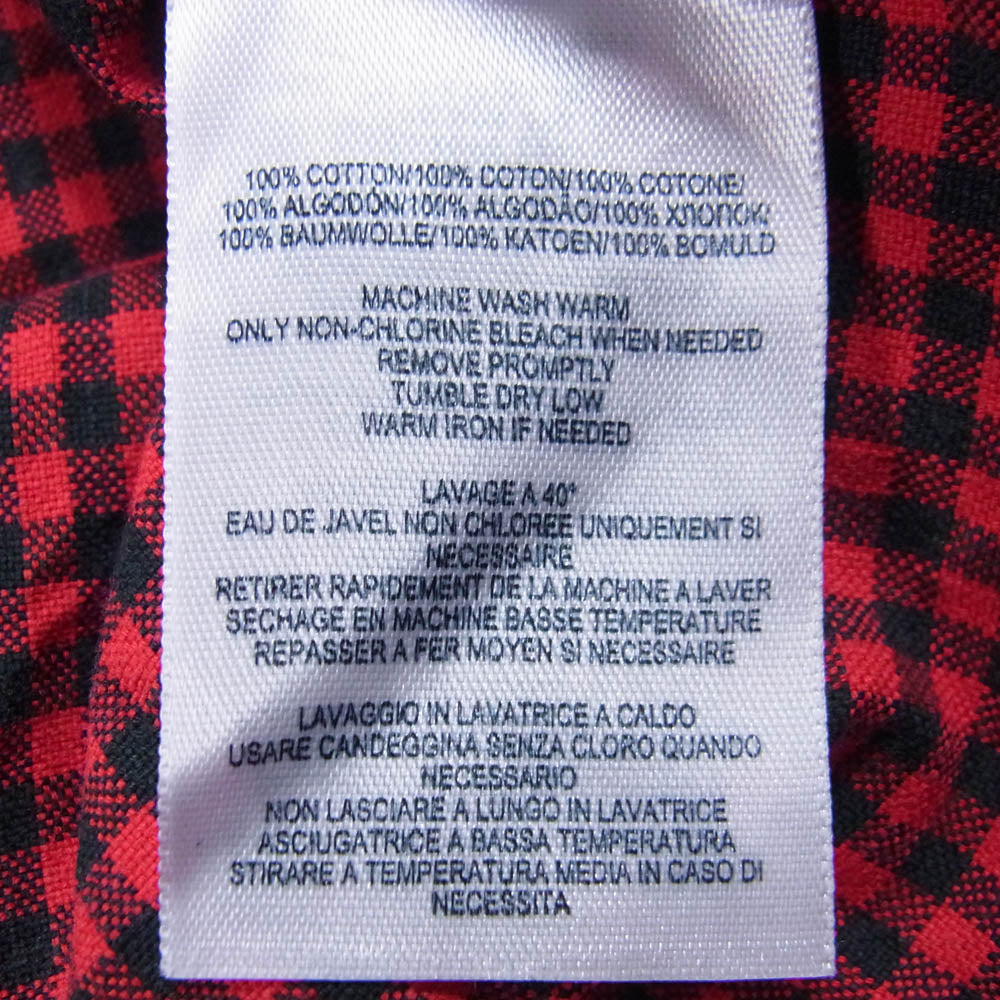 100% COTTON/100% COTON/100% COTONE/
100% ALGODÓN/100% ALGODÃO/100% ХЛОПОК/
100% BAUMWOLLE/100% KATOEN/100% BOMULD
MACHINE WASH WARM
ONLY NON-CHLORINE BLEACH WHEN NEEDED
REMOVE PROMPTLY
TUMBLE DRY LOW
WARM IRON IF NEEDED
LAVAGE A 40°
EAU DE JAVEL NON CHLOREE UNIQUEMENT SI
NECESSAIRE
RETIRER RAPIDEMENT DE LA MACHINE A LAVER
SECHAGE EN MACHINE BASSE TEMPERATURE
REPASSER A FER MOYEN SI NECESSAIRE
LAVAGGIO IN LAVATRICE A CALDO
USARE CANDEGGINA SENZA CLORO QUANDO
NECESSARIO
NON LASCIARE A LUNGO IN LAVATRICE
ASCIUGATRICE A BASSA TEMPERATURA
STIRARE A TEMPERATURA MEDIA IN CASO DI
NECESSITA